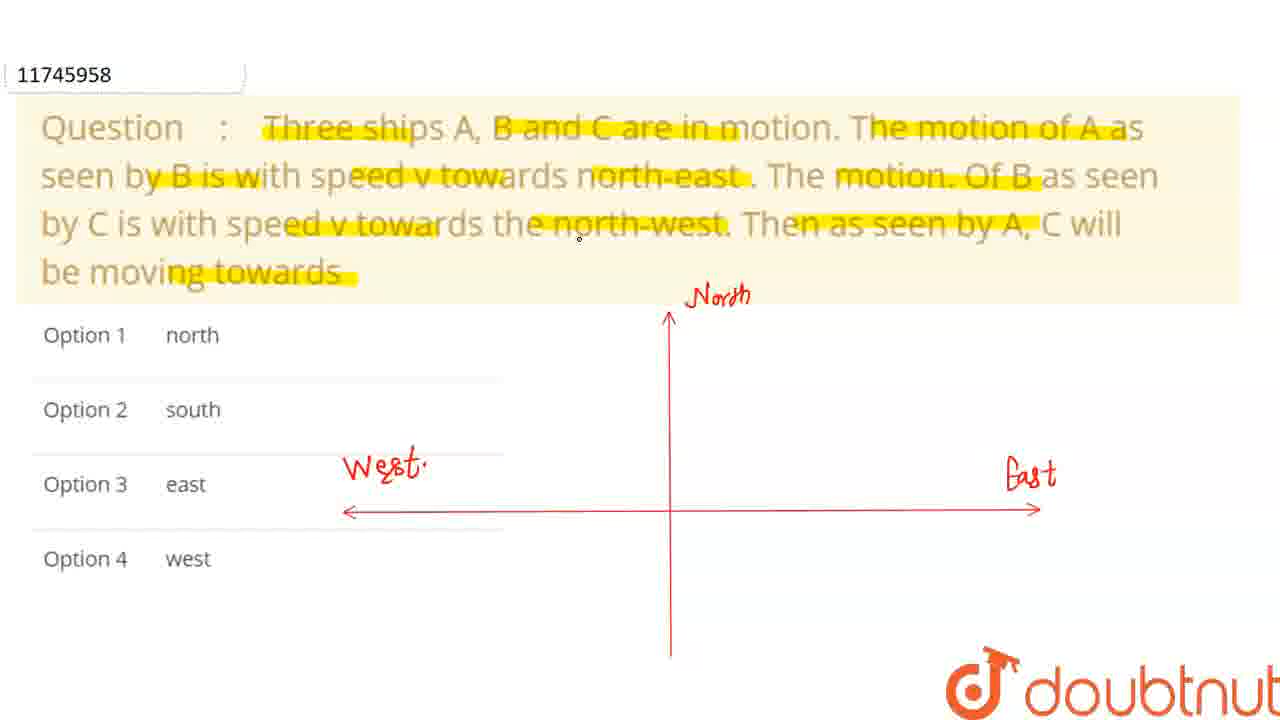 11745958
Question : Three ships A, B and C are in motion. The motion of A as
seen by B is with speed v towards north-east . The motion. Of B as seen
by C is with speed v towards the north-west. Then as seen by A, C will
be moving towards
North
Option 1 north
Option 2 south
West.
East
Option 3 east
Option 4 west
doubtnut